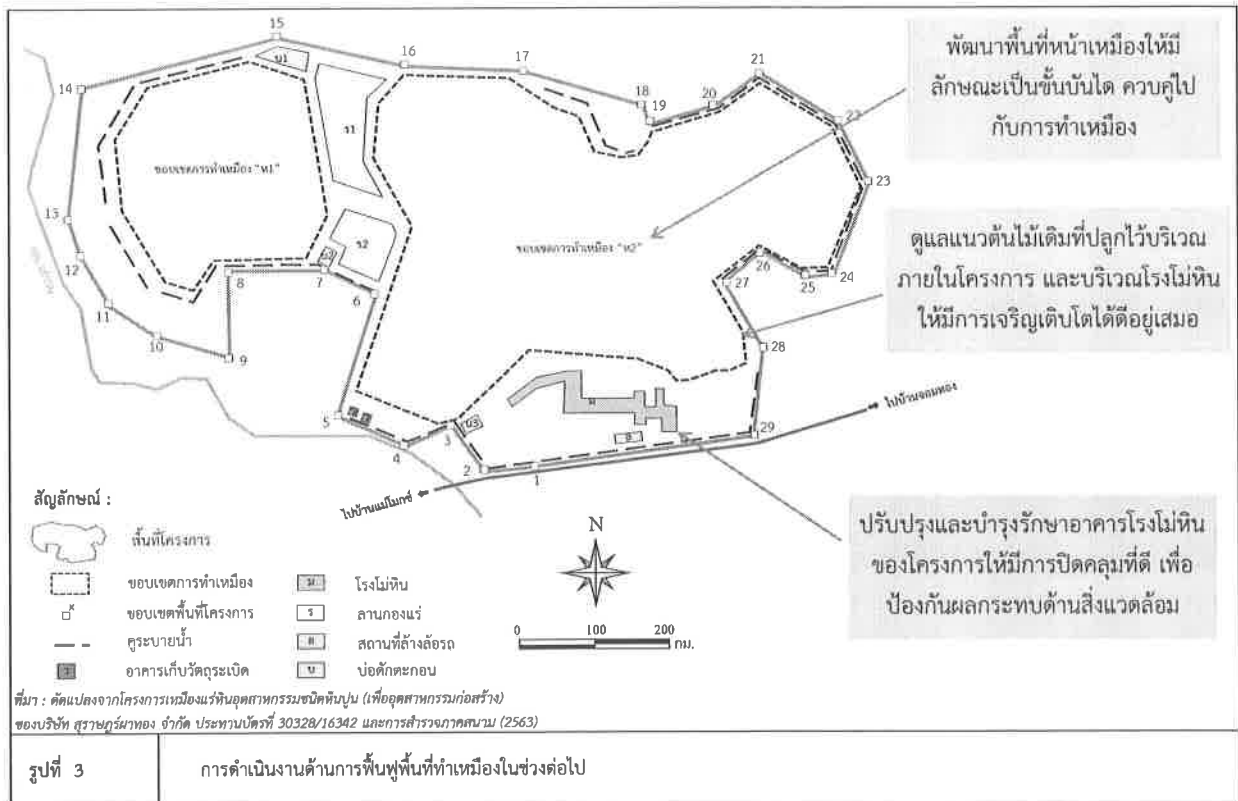 พัฒนาพื้นที่หน้าเหมืองให้มี
ลักษณะเป็นขั้นบันได ควบคู่ไป
กับการทำเหมือง
ดูแลแนวต้นไม้เดิมที่ปลูกไว้บริเวณ
ภายในโครงการ และบริเวณโรงโม่หิน
ให้มีการเจริญเติบโตได้ดีอยู่เสมอ
ปรับปรุงและบำรุงรักษาอาคารโรงโม่หิน
ของโครงการให้มีการปิดคลุมที่ดี เพื่อ
ป้องกันผลกระทบด้านสิ่งแวดล้อม
15
16
17
18
19
20
21
22
23
24
25
26
27
28
29
14
13
12
11
10
9
8
7
6
5
4
3
2
1
บ1
ร1
ร2
บ2
บ3
ม
ขอบเขตการทำเหมือง "ห1"
ขอบเขตการทำเหมือง "ห2"
ไปบ้านจอมทอง
ไปบ้านแม่โมกข์
สัญลักษณ์ :
พื้นที่โครงการ
ขอบเขตการทำเหมือง
x ขอบเขตพื้นที่โครงการ
คูระบายน้ำ
ว อาคารเก็บวัตถุระเบิด
ม โรงโม่หิน
ร ลานกองแร่
ล สถานที่ล้างล้อรถ
บ บ่อดักตะกอน
N
0 100 200
กม.
ที่มา : ดัดแปลงจากโครงการเหมืองแร่หินอุตสาหกรรมชนิดหินปูน (เพื่ออุตสาหกรรมก่อสร้าง)
ของบริษัท สุราษฎร์ผาทอง จำกัด ประทานบัตรที่ 30328/16342 และการสำรวจภาคสนาม (2563)
รูปที่ 3
การดำเนินงานด้านการฟื้นฟูพื้นที่ทำเหมืองในช่วงต่อไป